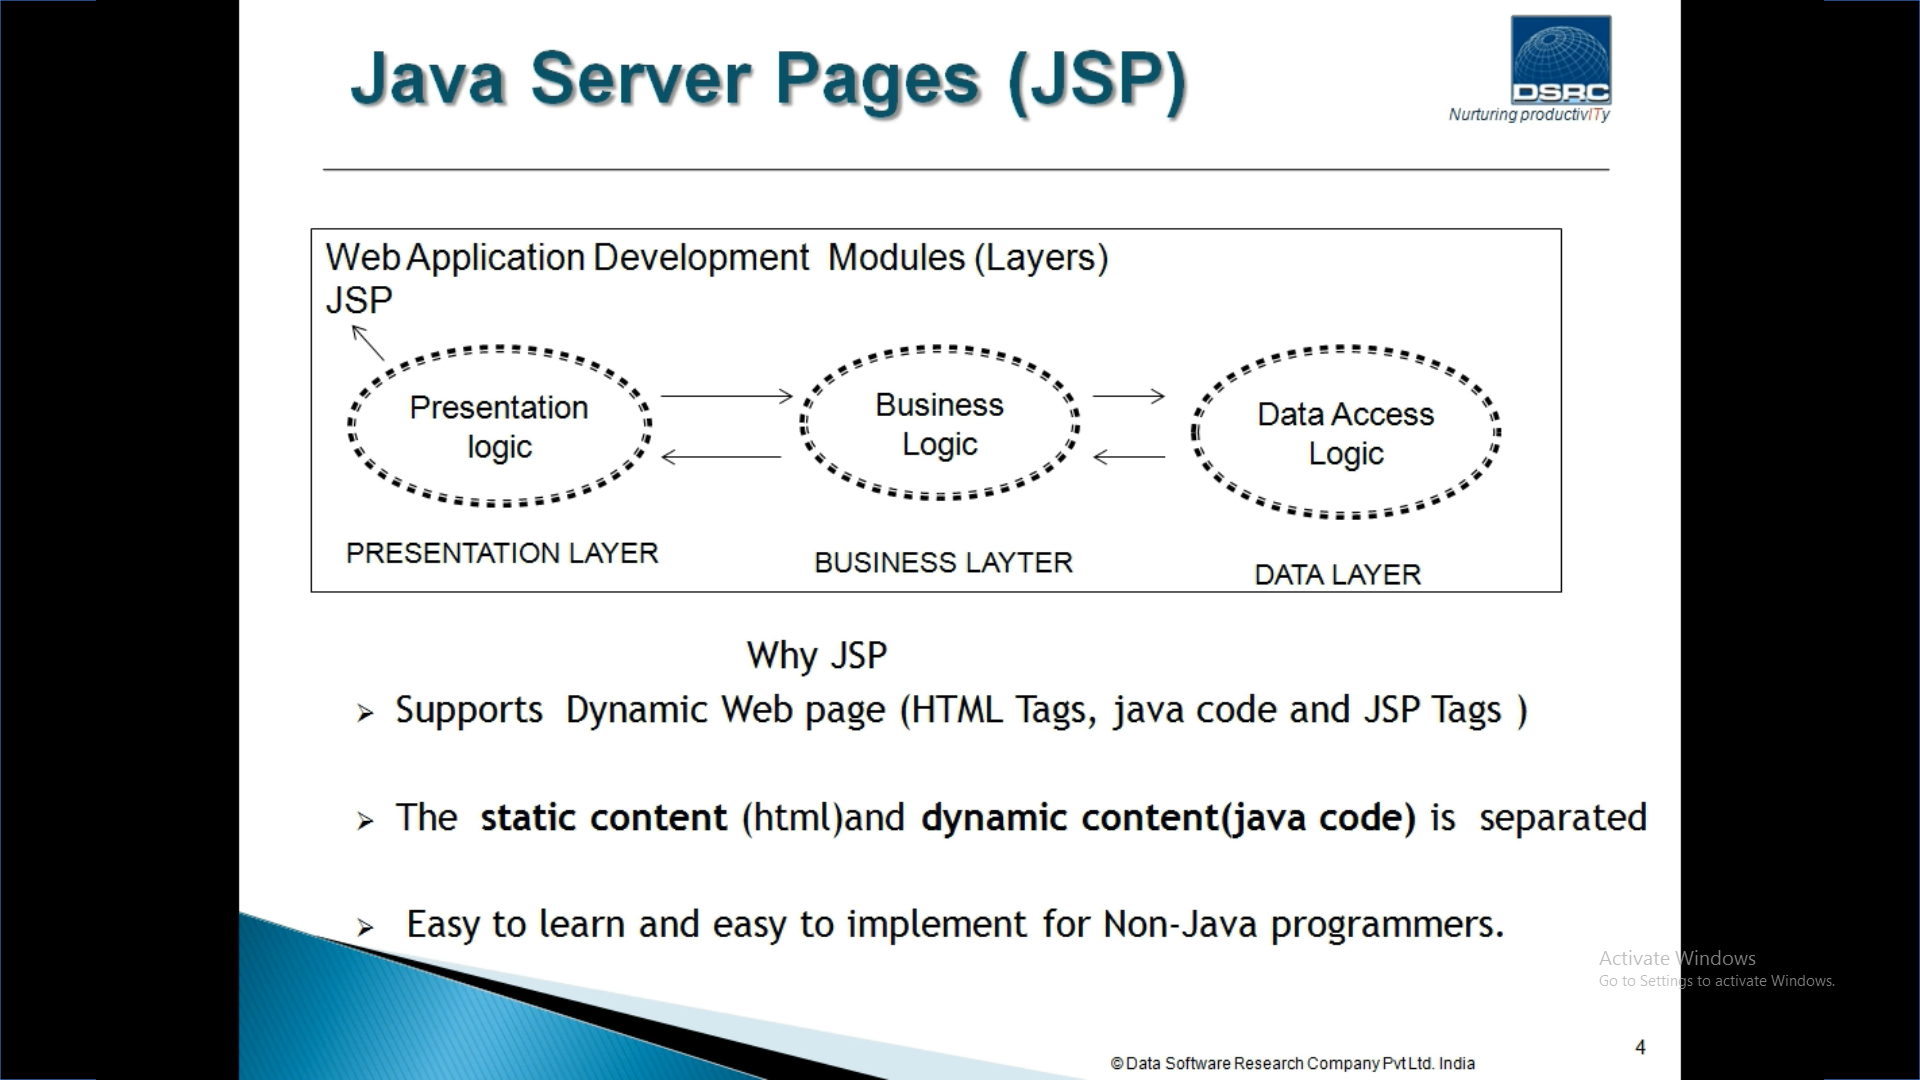 Java Server Pages (JSP)
DSRC
Nurturing productivITy
Web Application Development Modules (Layers)
JSP
Presentation
logic
Business
Logic
Data Access
Logic
PRESENTATION LAYER
BUSINESS LAYTER
DATA LAYER
Why JSP
➢ Supports Dynamic Web page (HTML Tags, java code and JSP Tags )
➢ The static content (html)and dynamic content(java code) is separated
➢ Easy to learn and easy to implement for Non-Java programmers.
Activate Windows
Go to Settings to activate Windows.
4
© Data Software Research Company Pvt Ltd. India